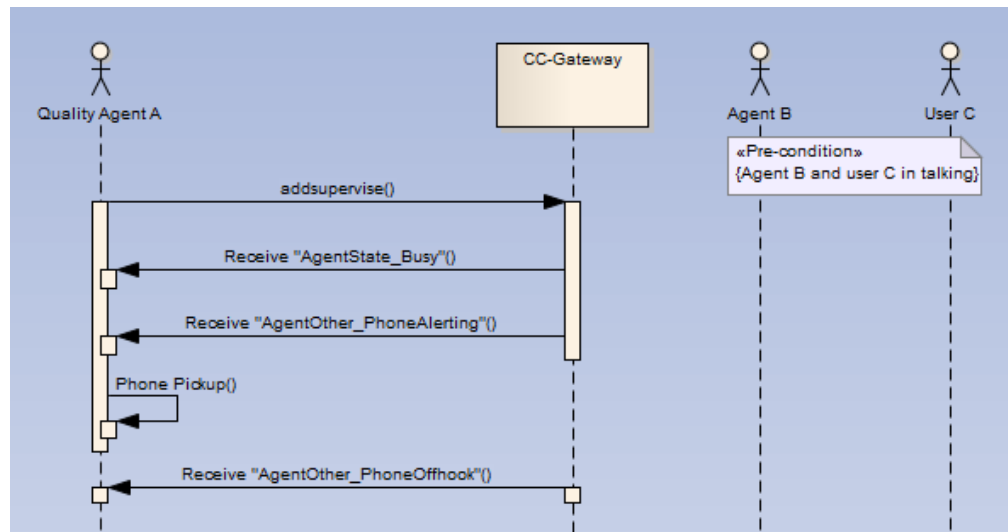 CC-Gateway
Quality Agent A
Agent B
User C
«Pre-condition»
{Agent B and user C in talking}
addsupervise()
Receive "AgentState_Busy"()
Receive "AgentOther_PhoneAlerting"()
Phone Pickup()
Receive "AgentOther_PhoneOffhook"()